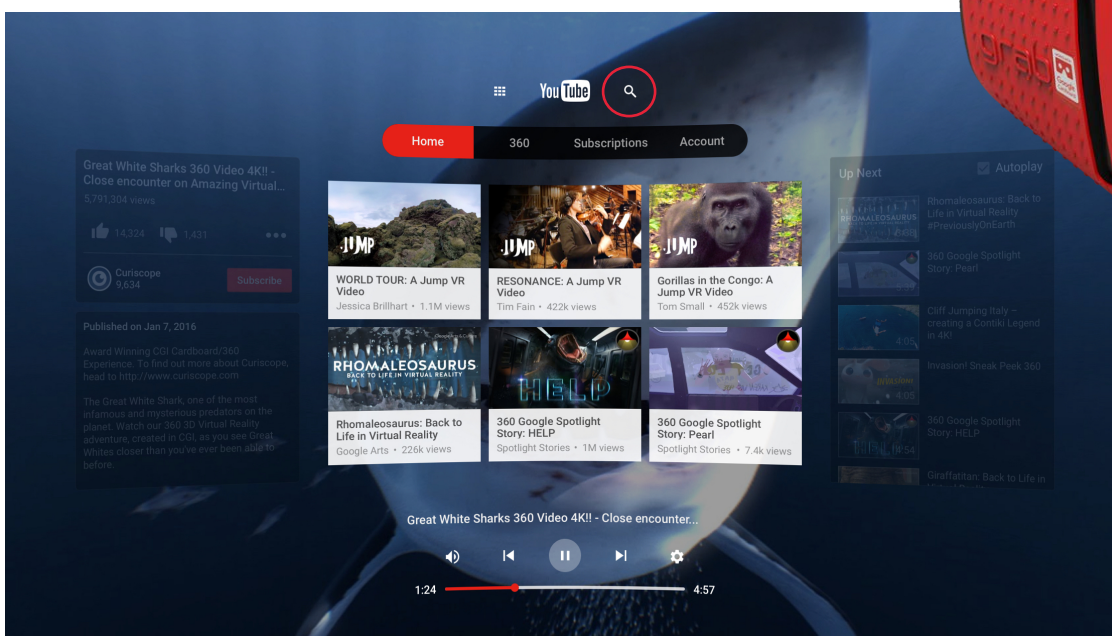 grab
Google
Cardboard
You Tube
Home
360
Subscriptions
Account
Great White Sharks 360 Video 4K!! -
Close encounter on Amazing Virtual...
5,791,304 views
14,324
1,431
Curiscope
9,634
Subscribe
Published on Jan 7, 2016
Award Winning CGI Cardboard/360
Experience. To find out more about Curiscope,
head to http://www.curiscope.com
The Great White Shark, one of the most
infamous and mysterious predators on the
planet. Watch our 360 3D Virtual Reality
adventure, created in CGI, as you see Great
Whites closer than you've ever been able to
before.
JUMP
WORLD TOUR: A Jump VR
Video
Jessica Brillhart • 1.1M views
JUMP
RESONANCE: A Jump VR
Video
Tim Fain • 422k views
JUMP
Gorillas in the Congo: A
Jump VR Video
Tom Small • 452k views
RHOMALEOSAURUS
BACK TO LIFE IN VIRTUAL REALITY
Rhomaleosaurus: Back to
Life in Virtual Reality
Google Arts • 226k views
HELP
360 Google Spotlight
Story: HELP
Spotlight Stories • 1M views
360 Google Spotlight
Story: Pearl
Spotlight Stories • 7.4k views
Up Next
Autoplay
RHOMALEOSAURUS
Rhomaleosaurus: Back to
Life in Virtual Reality
#PreviouslyOnEarth
360 Google Spotlight
Story: Pearl
4:05
Cliff Jumping Italy –
creating a Contiki Legend
in 4K!
INVASION!
4:05
Invasion! Sneak Peek 360
HELP
360 Google Spotlight
Story: HELP
Giraffatitan: Back to Life in
Great White Sharks 360 Video 4K!! - Close encounter...
1:24
4:57